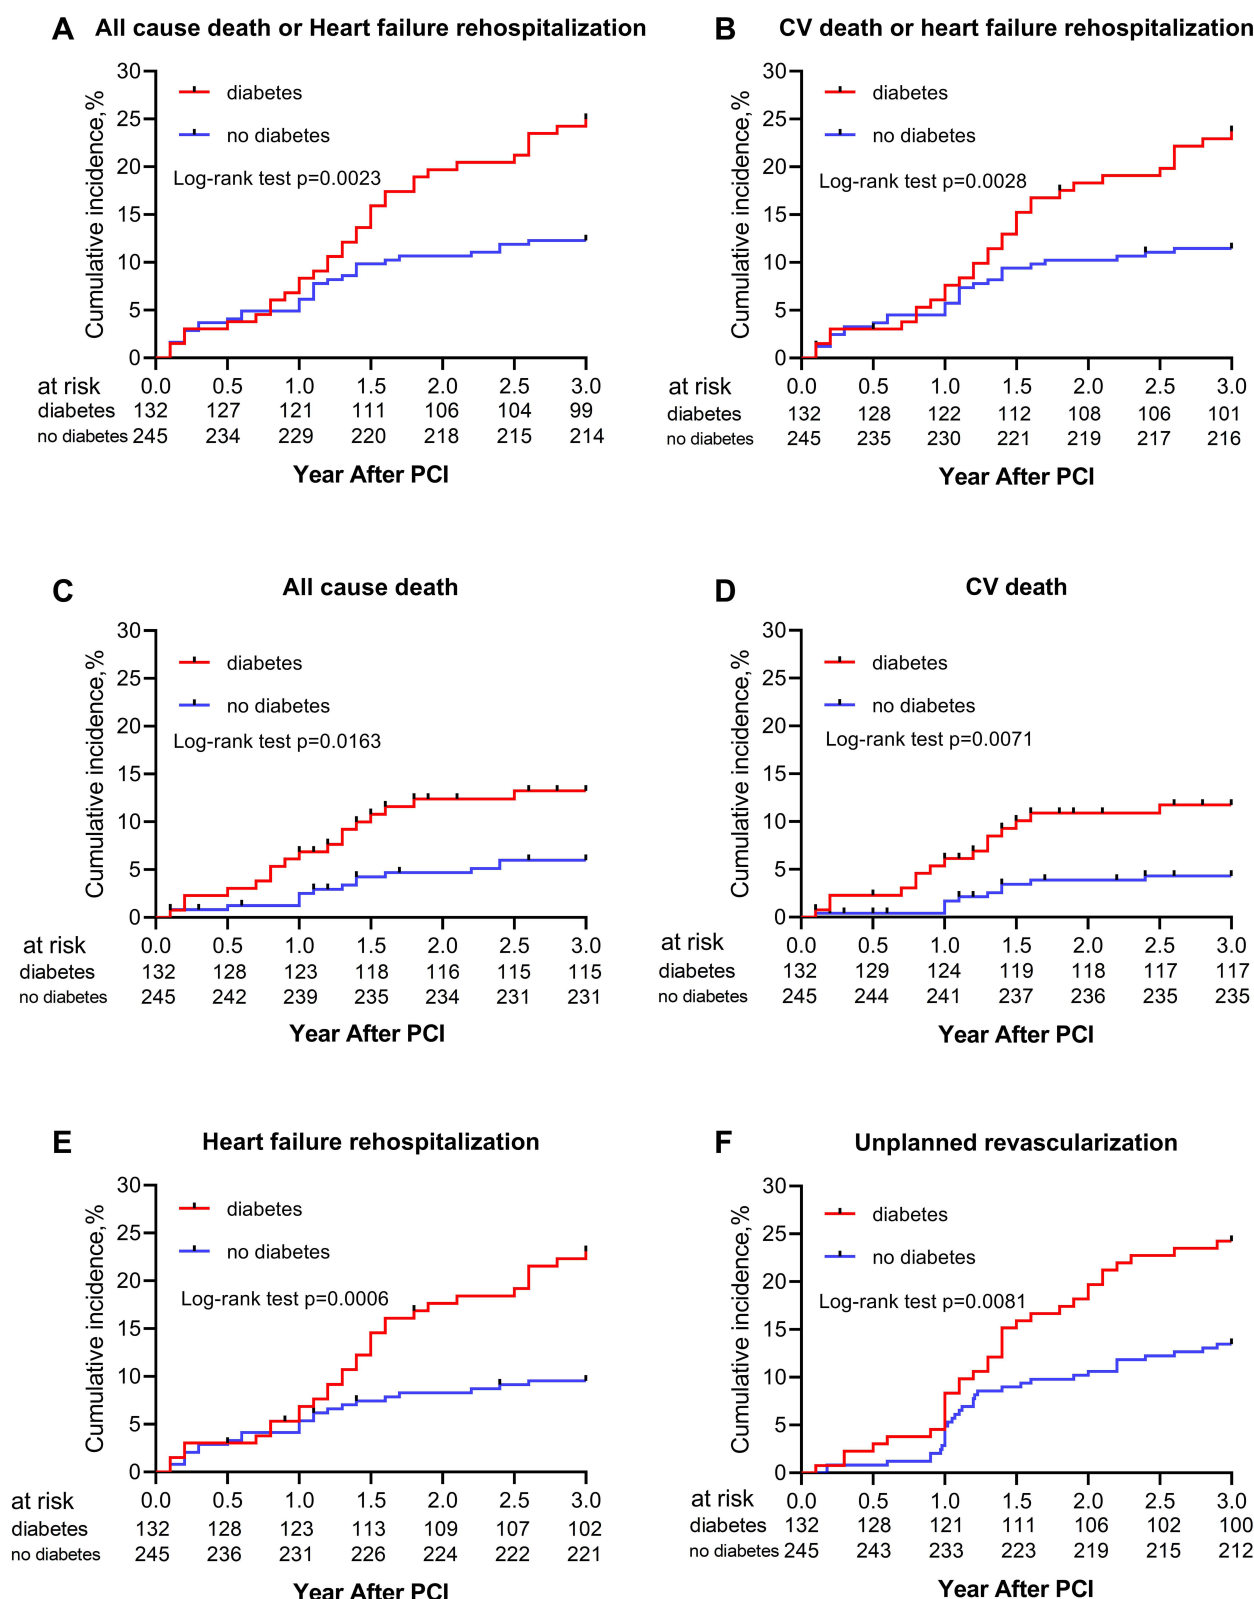 A All cause death or Heart failure rehospitalization
Cumulative incidence,%
30
25
20
15
10
5
0
diabetes
no diabetes
Log-rank test p=0.0023
0.0 0.5 1.0 1.5 2.0 2.5 3.0
at risk
diabetes 132 127 121 111 106 104 99
no diabetes 245 234 229 220 218 215 214
Year After PCI
B CV death or heart failure rehospitalization
Cumulative incidence,%
30
25
20
15
10
5
0
diabetes
no diabetes
Log-rank test p=0.0028
0.0 0.5 1.0 1.5 2.0 2.5 3.0
at risk
diabetes 132 128 122 112 108 106 101
no diabetes 245 235 230 221 219 217 216
Year After PCI
C All cause death
Cumulative incidence,%
30
25
20
15
10
5
0
diabetes
no diabetes
Log-rank test p=0.0163
0.0 0.5 1.0 1.5 2.0 2.5 3.0
at risk
diabetes 132 128 123 118 116 115 115
no diabetes 245 242 239 235 234 231 231
Year After PCI
D CV death
Cumulative incidence,%
30
25
20
15
10
5
0
diabetes
no diabetes
Log-rank test p=0.0071
0.0 0.5 1.0 1.5 2.0 2.5 3.0
at risk
diabetes 132 129 124 119 118 117 117
no diabetes 245 244 241 237 236 235 235
Year After PCI
E Heart failure rehospitalization
Cumulative incidence,%
30
25
20
15
10
5
0
diabetes
no diabetes
Log-rank test p=0.0006
0.0 0.5 1.0 1.5 2.0 2.5 3.0
at risk
diabetes 132 128 123 113 109 107 102
no diabetes 245 236 231 226 224 222 221
Year After PCI
F Unplanned revascularization
Cumulative incidence,%
30
25
20
15
10
5
0
diabetes
no diabetes
Log-rank test p=0.0081
0.0 0.5 1.0 1.5 2.0 2.5 3.0
at risk
diabetes 132 128 121 111 106 102 100
no diabetes 245 243 233 223 219 215 212
Year After PCI